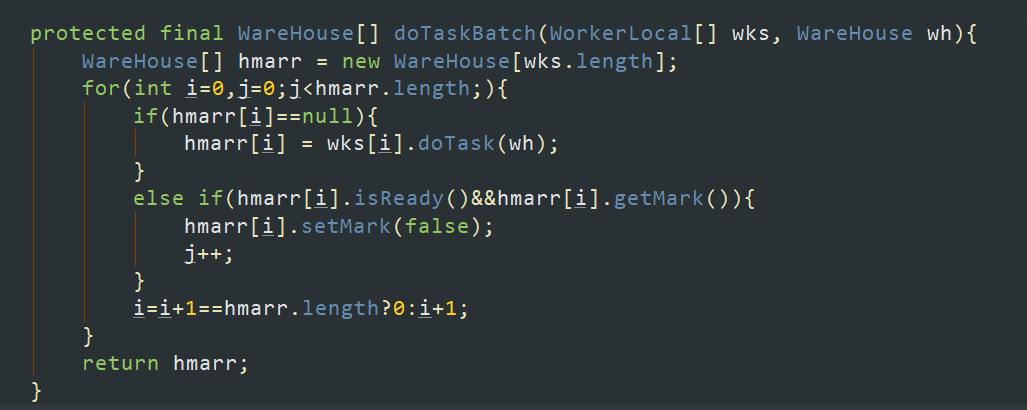 protected final WareHouse[] doTaskBatch(WorkerLocal[] wks, WareHouse wh){
    WareHouse[] hmarr = new WareHouse[wks.length];
    for(int i=0,j=0;j<hmarr.length;){
        if(hmarr[i]==null){
            hmarr[i] = wks[i].doTask(wh);
        }
        else if(hmarr[i].isReady()&&hmarr[i].getMark()){
            hmarr[i].setMark(false);
            j++;
        }
        i=i+1==hmarr.length?0:i+1;
    }
    return hmarr;
}